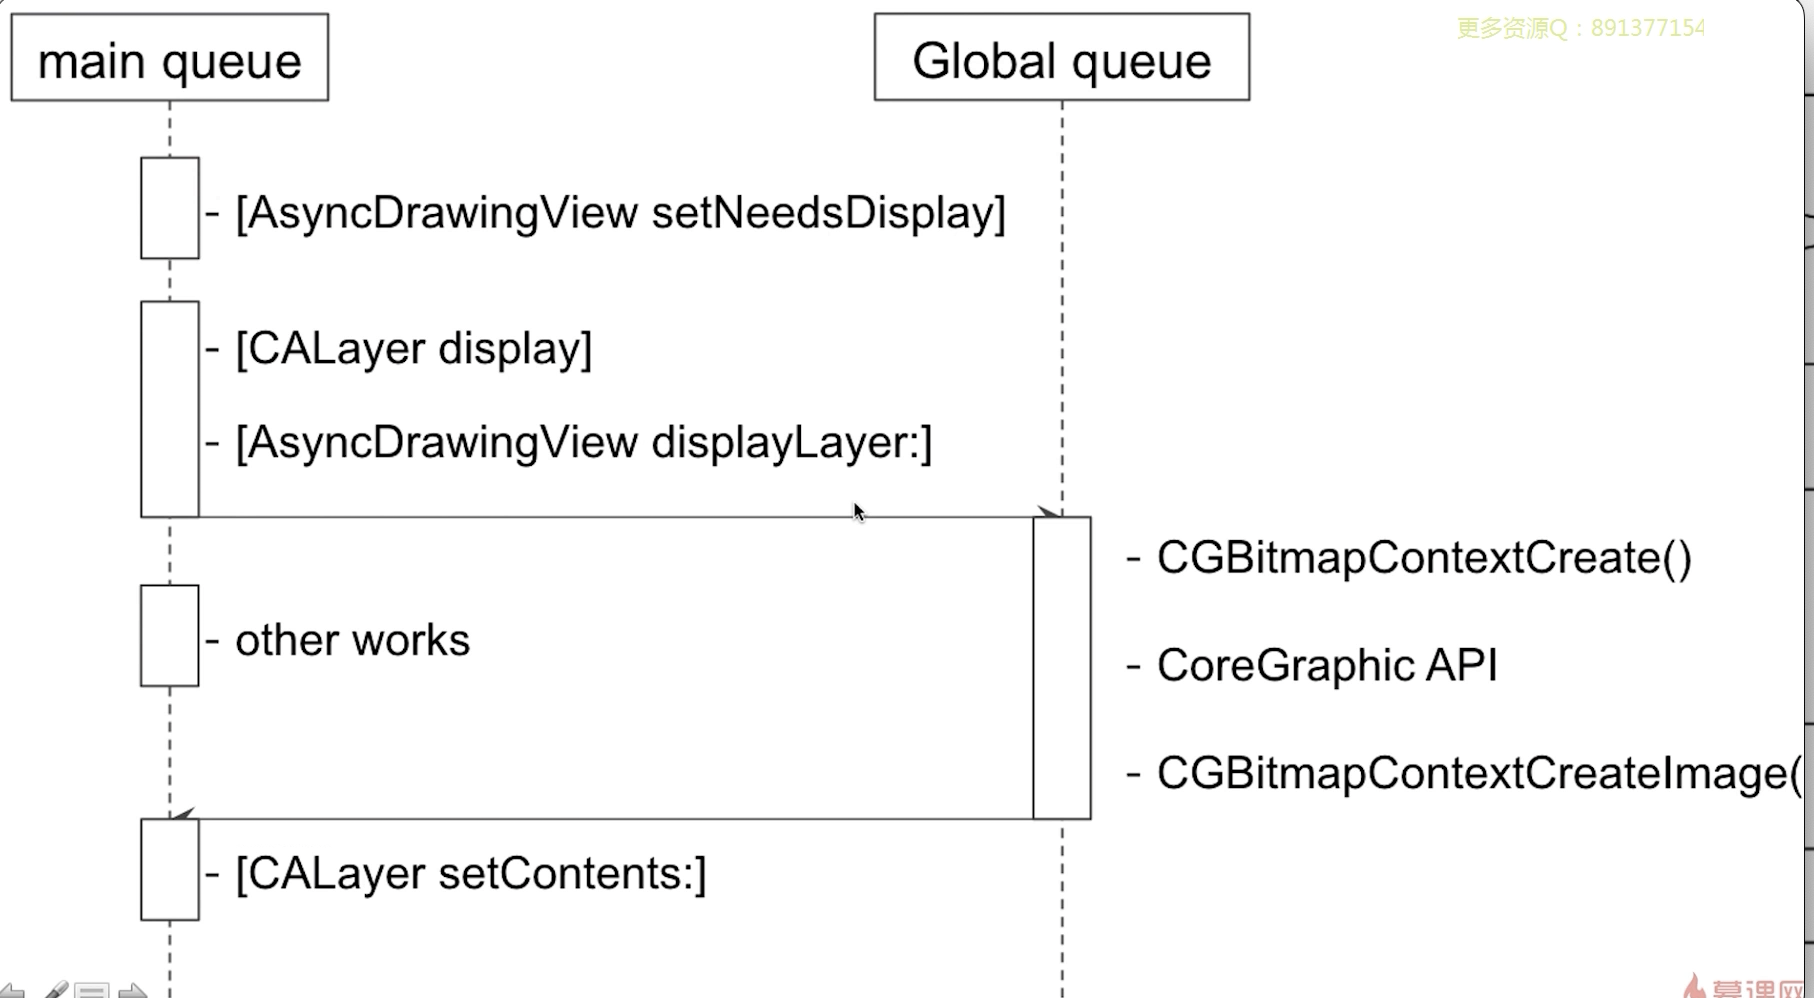 更多资源Q：891377154
main queue
Global queue
- [AsyncDrawingView setNeedsDisplay]
- [CALayer display]
- [AsyncDrawingView displayLayer:]
- CGBitmapContextCreate()
- other works
- CoreGraphic API
- CGBitmapContextCreateImage(
- [CALayer setContents:]
慕课网